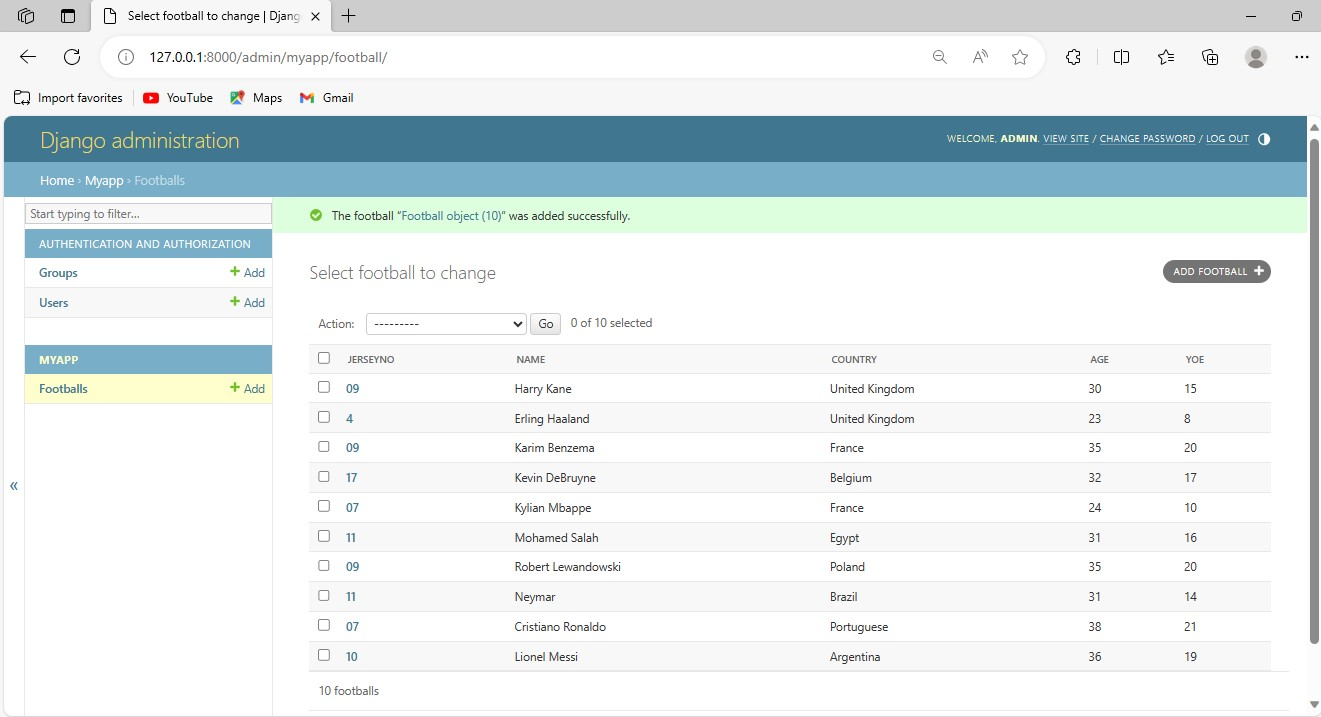 Select football to change | Djang
127.0.0.1:8000/admin/myapp/football/
Import favorites YouTube Maps Gmail
Django administration
WELCOME, ADMIN. VIEW SITE / CHANGE PASSWORD / LOG OUT
Home › Myapp › Footballs
Start typing to filter...
AUTHENTICATION AND AUTHORIZATION
Groups + Add
Users + Add
MYAPP
Footballs + Add
«
The football “Football object (10)” was added successfully.
Select football to change
ADD FOOTBALL +
Action: --------- Go 0 of 10 selected
JERSEYNO NAME COUNTRY AGE YOE
09 Harry Kane United Kingdom 30 15
4 Erling Haaland United Kingdom 23 8
09 Karim Benzema France 35 20
17 Kevin DeBruyne Belgium 32 17
07 Kylian Mbappe France 24 10
11 Mohamed Salah Egypt 31 16
09 Robert Lewandowski Poland 35 20
11 Neymar Brazil 31 14
07 Cristiano Ronaldo Portuguese 38 21
10 Lionel Messi Argentina 36 19
10 footballs